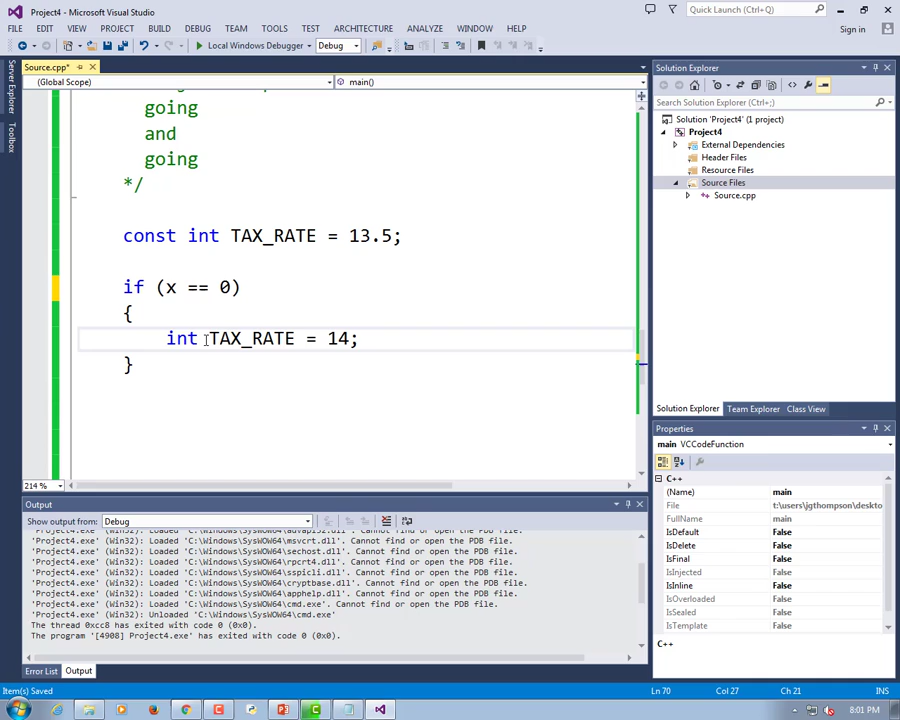 Project4 - Microsoft Visual Studio
Quick Launch (Ctrl+Q)
FILE EDIT VIEW PROJECT BUILD DEBUG TEAM TOOLS TEST ARCHITECTURE ANALYZE WINDOW HELP
Sign in
Local Windows Debugger Debug
Server Explorer
Toolbox
Source.cpp*
(Global Scope) main()
going
and
going
*/
const int TAX_RATE = 13.5;
if (x == 0)
{
int TAX_RATE = 14;
}
214 %
Solution Explorer
Search Solution Explorer (Ctrl+;)
Solution 'Project4' (1 project)
Project4
External Dependencies
Header Files
Resource Files
Source Files
Source.cpp
Solution Explorer Team Explorer Class View
Properties
main VCCodeFunction
C++
(Name) main
File t:\users\jgthompson\deskto
FullName main
IsDefault False
IsDelete False
IsFinal False
IsInjected False
IsInline False
IsOverloaded False
IsSealed False
IsTemplate False
C++
Output
Show output from: Debug
'Project4.exe' (Win32): Loaded 'C:\Windows\SysWOW64\msvcrt.dll'. Cannot find or open the PDB file.
'Project4.exe' (Win32): Loaded 'C:\Windows\SysWOW64\sechost.dll'. Cannot find or open the PDB file.
'Project4.exe' (Win32): Loaded 'C:\Windows\SysWOW64\rpcrt4.dll'. Cannot find or open the PDB file.
'Project4.exe' (Win32): Loaded 'C:\Windows\SysWOW64\sspicli.dll'. Cannot find or open the PDB file.
'Project4.exe' (Win32): Loaded 'C:\Windows\SysWOW64\cryptbase.dll'. Cannot find or open the PDB file.
'Project4.exe' (Win32): Loaded 'C:\Windows\SysWOW64\apphelp.dll'. Cannot find or open the PDB file.
'Project4.exe' (Win32): Loaded 'C:\Windows\SysWOW64\cmd.exe'. Cannot find or open the PDB file.
'Project4.exe' (Win32): Unloaded 'C:\Windows\SysWOW64\cmd.exe'
The thread 0xcc8 has exited with code 0 (0x0).
The program '[4908] Project4.exe' has exited with code 0 (0x0).
Error List Output
Item(s) Saved Ln 70 Col 27 Ch 21 INS
8:01 PM